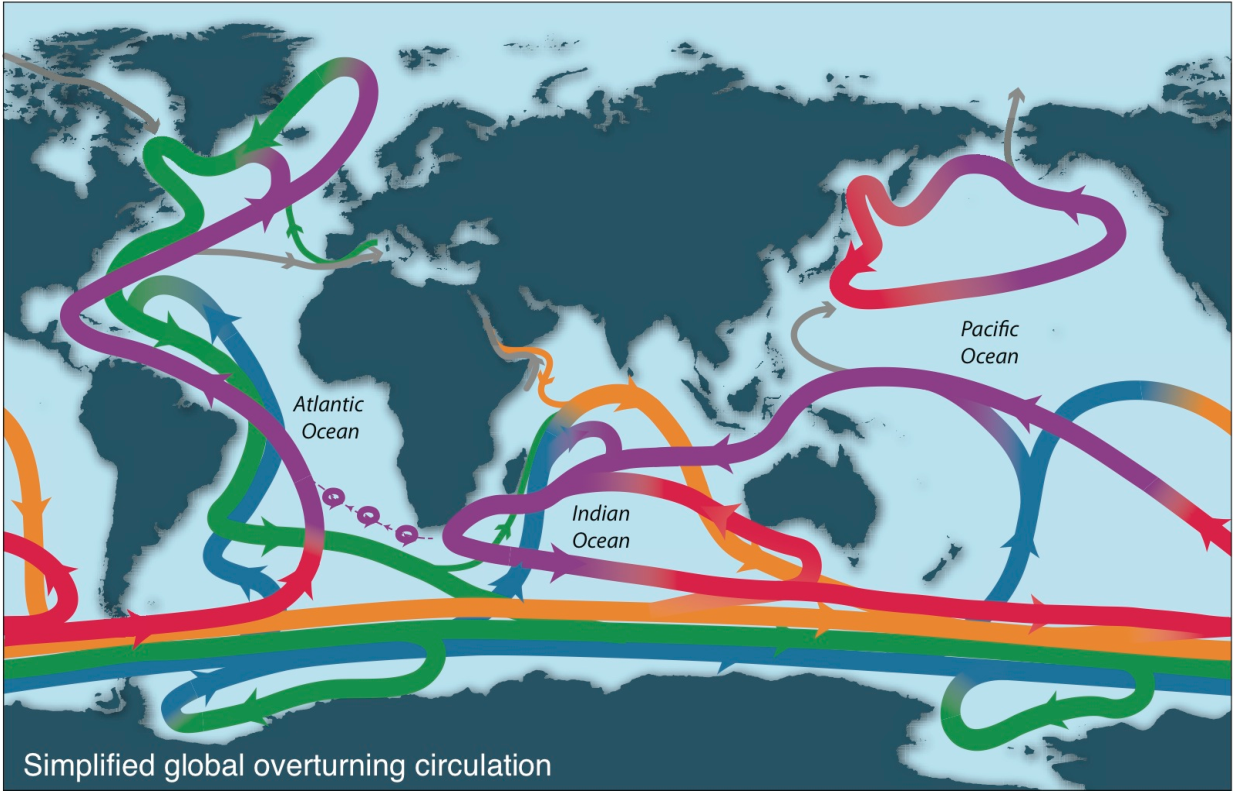 Atlantic
Ocean
Pacific
Ocean
Indian
Ocean
Simplified global overturning circulation